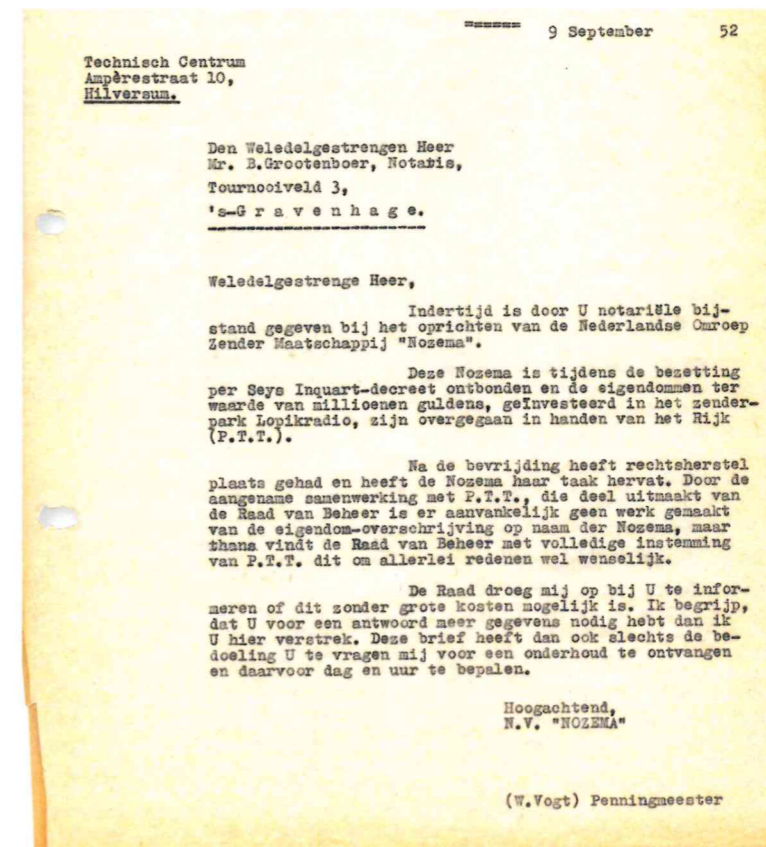 9 September 52
Technisch Centrum
Ampèrestraat 10,
Hilversum.
Den Weledelgestrengen Heer
Mr. B.Grootenboer, Notaris,
Tournooiveld 3,
's-G r a v e n h a g e.
Weledelgestrenge Heer,
Indertijd is door U notariële bij-
stand gegeven bij het oprichten van de Nederlandse Omroep
Zender Maatschappij "Nozema".
Deze Nozema is tijdens de bezetting
per Seys Inquart-decreet ontbonden en de eigendommen ter
waarde van millioenen guldens, geïnvesteerd in het zender-
park Lopikradio, zijn overgegaan in handen van het Rijk
(P.T.T.).
Na de bevrijding heeft rechtsherstel
plaats gehad en heeft de Nozema haar taak hervat. Door de
aangename samenwerking met P.T.T., die deel uitmaakt van
de Raad van Beheer is er aanvankelijk geen werk gemaakt
van de eigendom-overschrijving op naam der Nozema, maar
thans vindt de Raad van Beheer met volledige instemming
van P.T.T. dit om allerlei redenen wel wenselijk.
De Raad droeg mij op bij U te infor-
meren of dit zonder grote kosten mogelijk is. Ik begrijp,
dat U voor een antwoord meer gegevens nodig hebt dan ik
U hier verstrek. Deze brief heeft dan ook slechts de be-
doeling U te vragen mij voor een onderhoud te ontvangen
en daarvoor dag en uur te bepalen.
Hoogachtend,
N.V. "NOZEMA"
(W.Vogt) Penningmeester